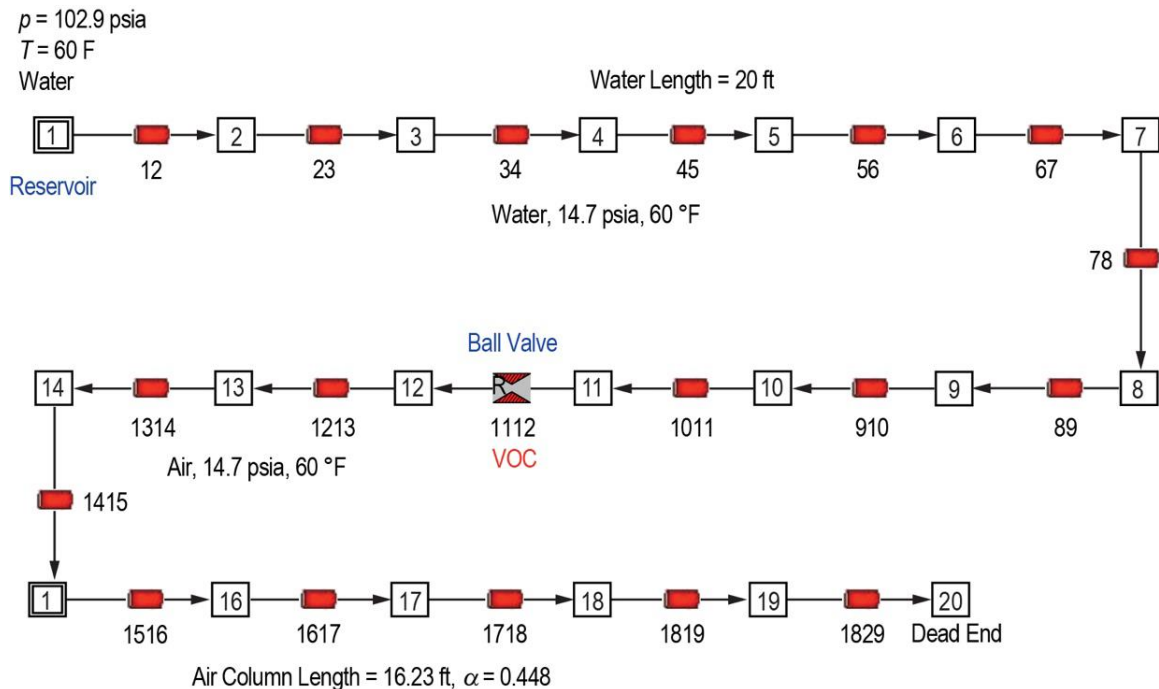 p = 102.9 psia
T = 60 F
Water
Water Length = 20 ft
1 2 3 4 5 6 7
12 23 34 45 56 67
Reservoir
Water, 14.7 psia, 60 °F
78
Ball Valve
14 13 12 R 11 10 9 8
1314 1213 1112 1011 910 89
VOC
Air, 14.7 psia, 60 °F
1415
1 16 17 18 19 20
1516 1617 1718 1819 1829 Dead End
Air Column Length = 16.23 ft, α = 0.448